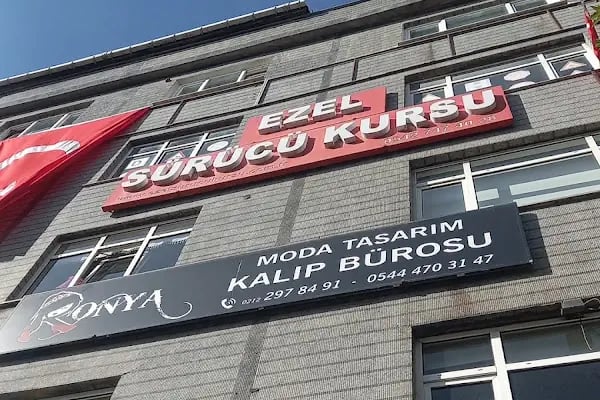 EZEL
SÜRÜCÜ KURSU
RONYA
MODA TASARIM
KALIP BÜROSU
0212 297 84 91 - 0544 470 31 47